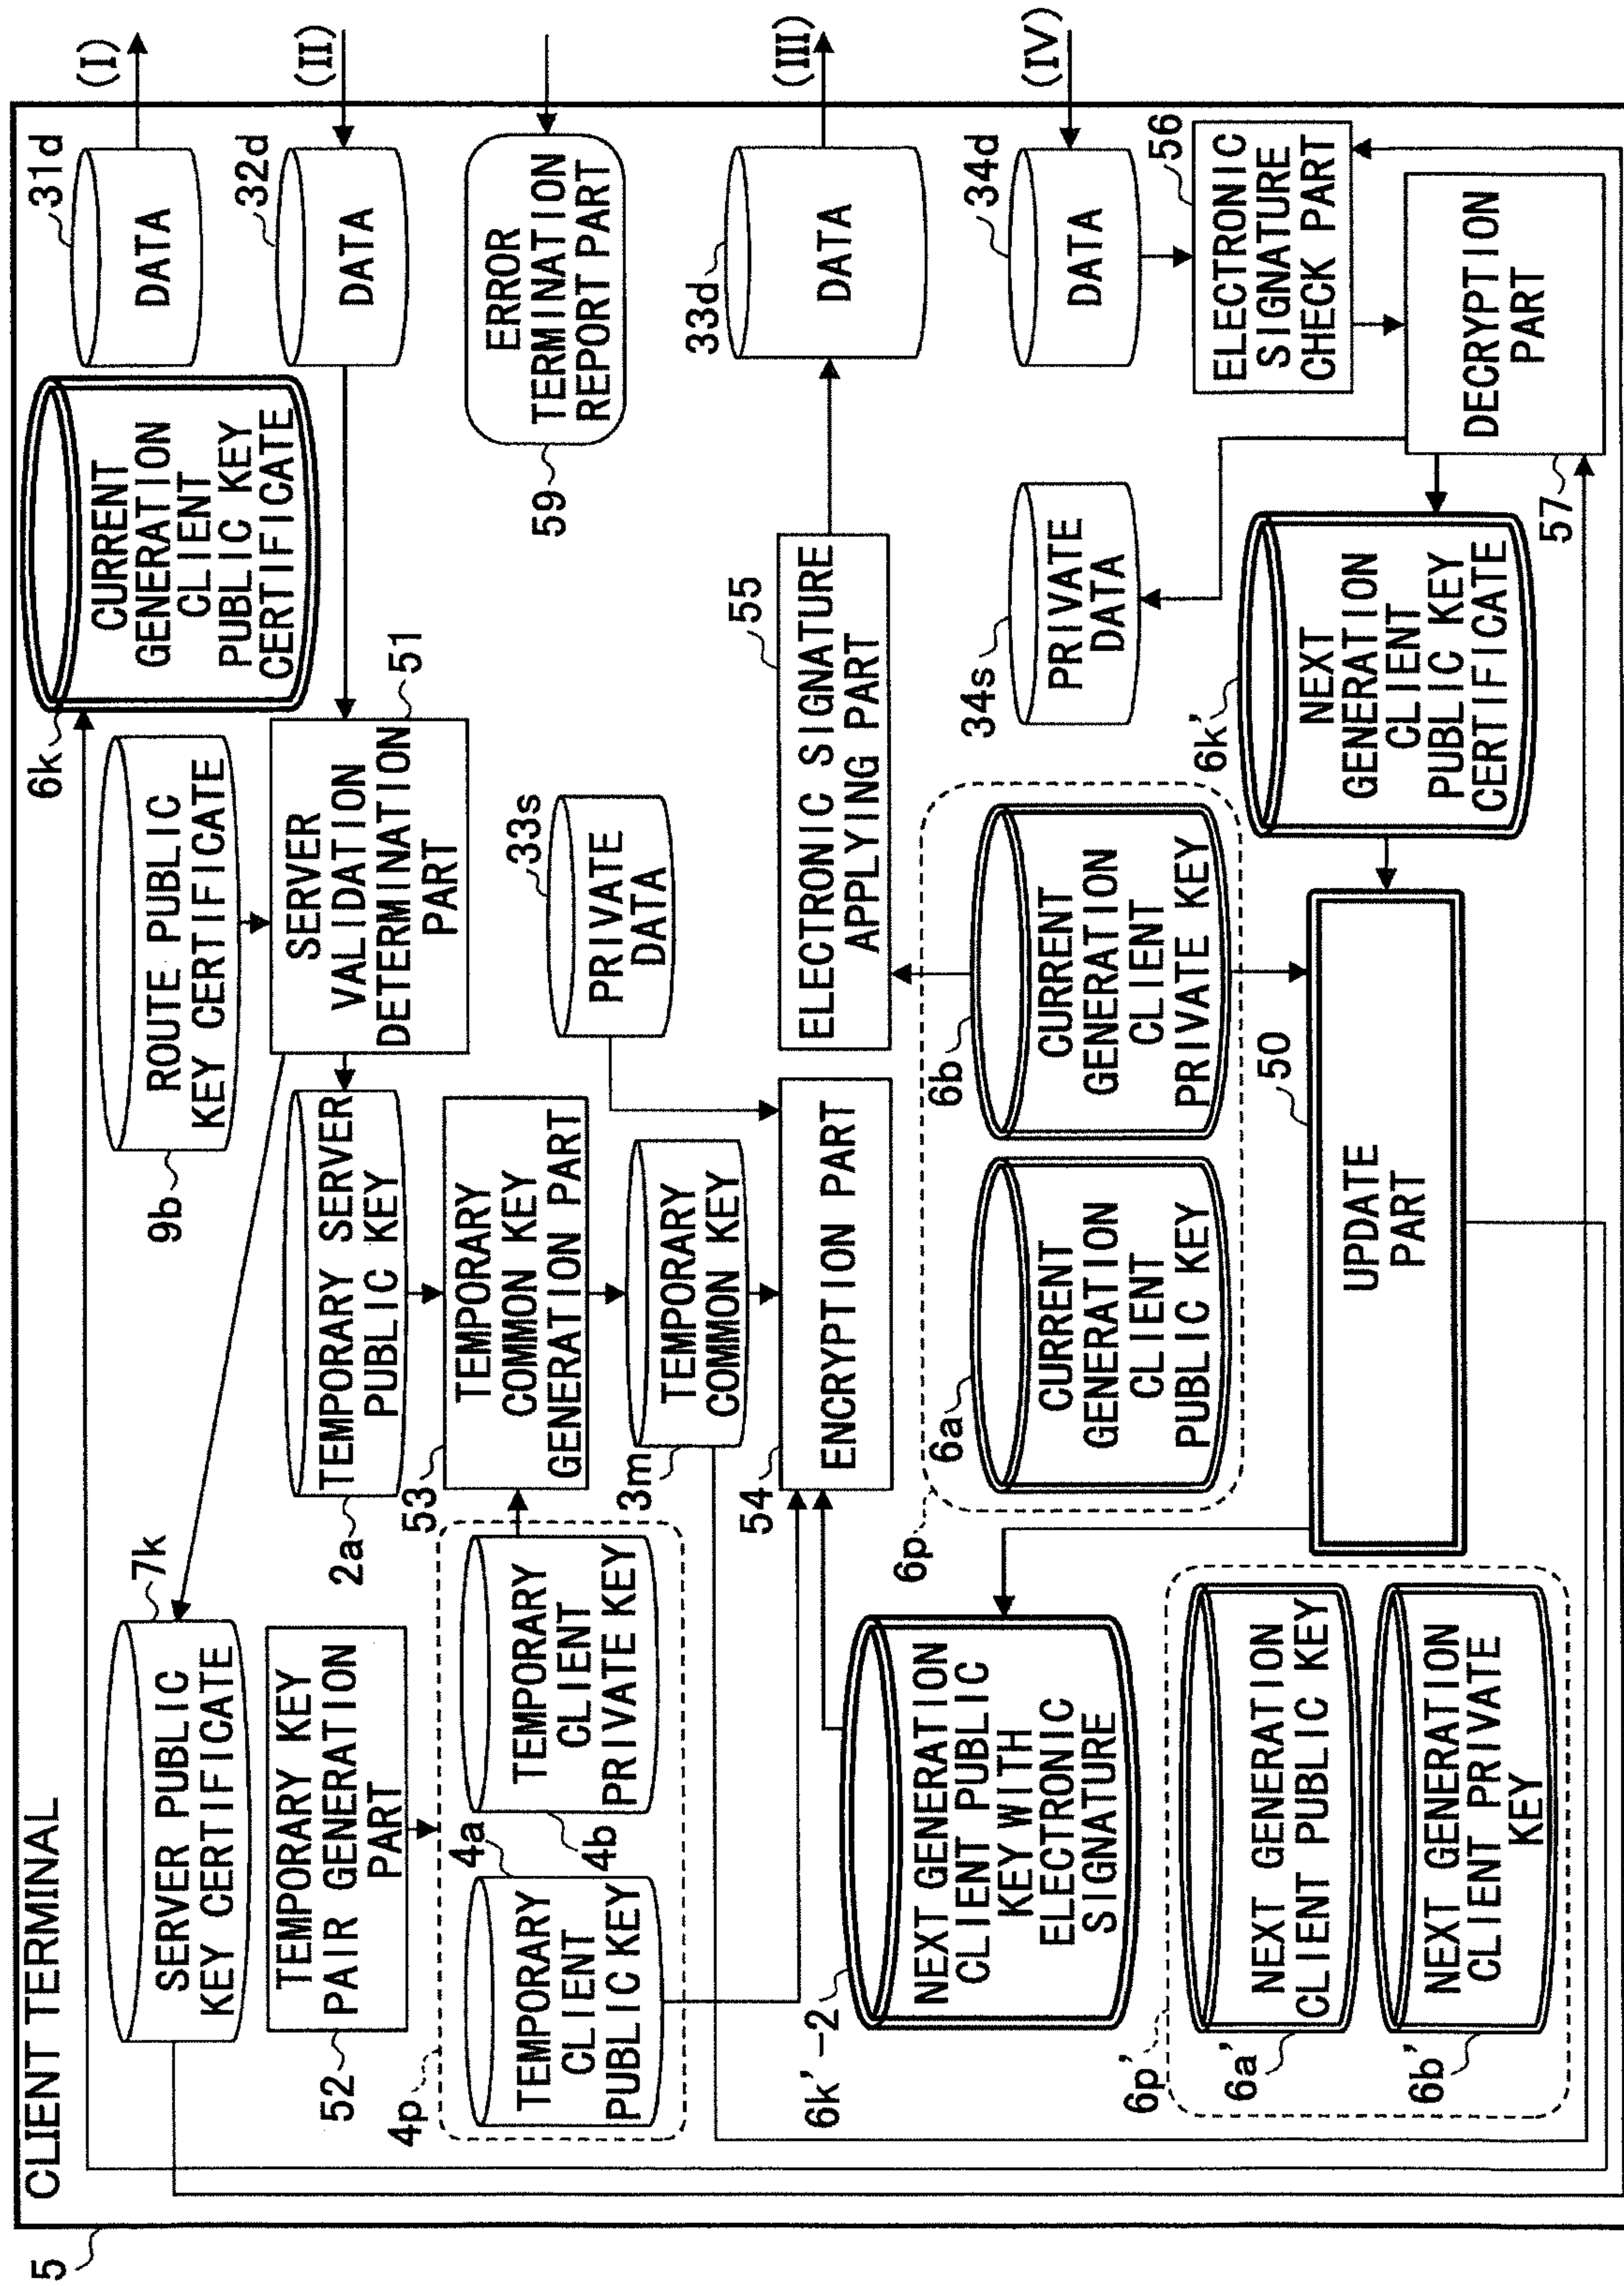 CLIENT TERMINAL
5
7k
SERVER PUBLIC
KEY CERTIFICATE
9b
ROUTE PUBLIC
KEY CERTIFICATE
6k
CURRENT
GENERATION
CLIENT
PUBLIC KEY
CERTIFICATE
31d
DATA
(I)
52
TEMPORARY KEY
PAIR GENERATION
PART
2a
TEMPORARY SERVER
PUBLIC KEY
SERVER
VALIDATION
DETERMINATION
PART
51
32d
DATA
(II)
4p
4a
TEMPORARY
CLIENT
PUBLIC KEY
4b
TEMPORARY
CLIENT
PRIVATE KEY
53
TEMPORARY
COMMON KEY
GENERATION PART
59
ERROR
TERMINATION
REPORT PART
3m
TEMPORARY
COMMON KEY
33s
PRIVATE
DATA
54
ENCRYPTION PART
55
ELECTRONIC SIGNATURE
APPLYING PART
33d
DATA
(III)
6k'-2
NEXT GENERATION
CLIENT PUBLIC
KEY WITH
ELECTRONIC
SIGNATURE
6p
6a
CURRENT
GENERATION
CLIENT
PUBLIC KEY
6b
CURRENT
GENERATION
CLIENT
PRIVATE KEY
34s
PRIVATE
DATA
34d
DATA
(IV)
56
ELECTRONIC
SIGNATURE
CHECK PART
6p'
6a'
NEXT GENERATION
CLIENT PUBLIC KEY
6b'
NEXT GENERATION
CLIENT PRIVATE
KEY
50
UPDATE
PART
6k'
NEXT
GENERATION
CLIENT
PUBLIC KEY
CERTIFICATE
57
DECRYPTION
PART